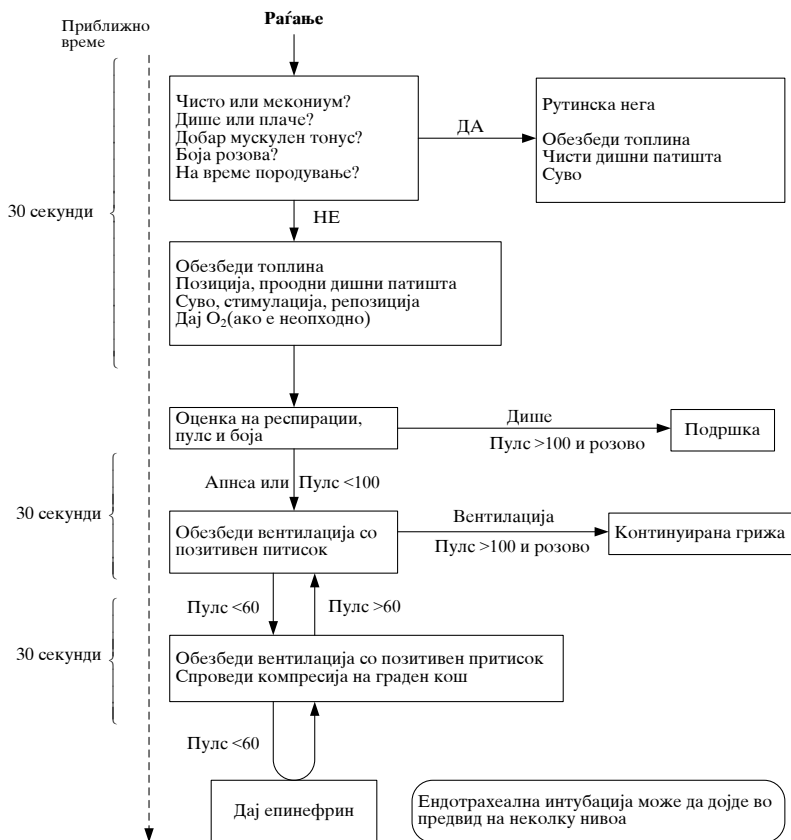 Приближно
време
Раѓање
Чисто или мекониум?
Дише или плаче?
Добар мускулен тонус?
Боја розова?
На време породување?
ДА
Рутинска нега
Обезбеди топлина
Чисти дишни патишта
Суво
30 секунди
НЕ
Обезбеди топлина
Позиција, проодни дишни патишта
Суво, стимулација, репозиција
Дај O₂(ако е неопходно)
Оценка на респирации,
пулс и боја
Дише
Пулс >100 и розово
Подршка
Апнеа или Пулс <100
30 секунди
Обезбеди вентилација со
позитивен питисок
Вентилација
Пулс >100 и розово
Континуирана грижа
Пулс <60
Пулс >60
30 секунди
Обезбеди вентилација со позитивен притисок
Спроведи компресија на граден кош
Пулс <60
Дај епинефрин
Ендотрахеална интубација може да дојде во
предвид на неколку нивоа